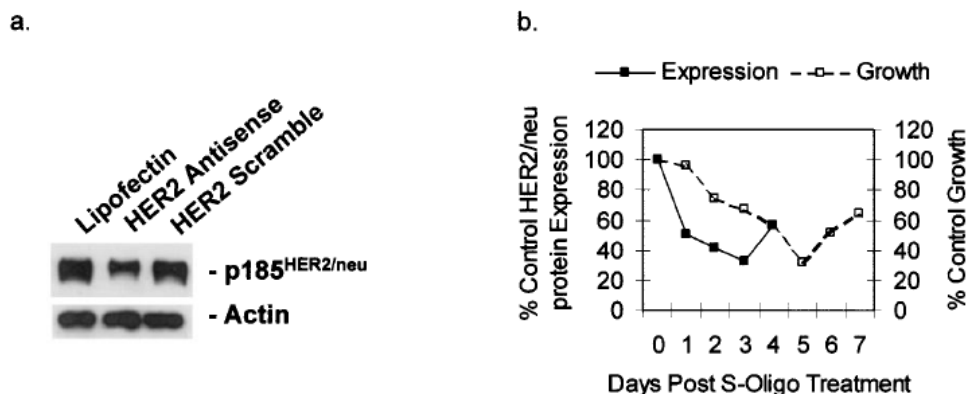 a.
Lipofectin
HER2 Antisense
HER2 Scramble
- p185HER2/neu
- Actin
b.
Expression
Growth
% Control HER2/neu
protein Expression
120
100
80
60
40
20
0
120
100
80
60
40
20
0
% Control Growth
0 1 2 3 4 5 6 7
Days Post S-Oligo Treatment